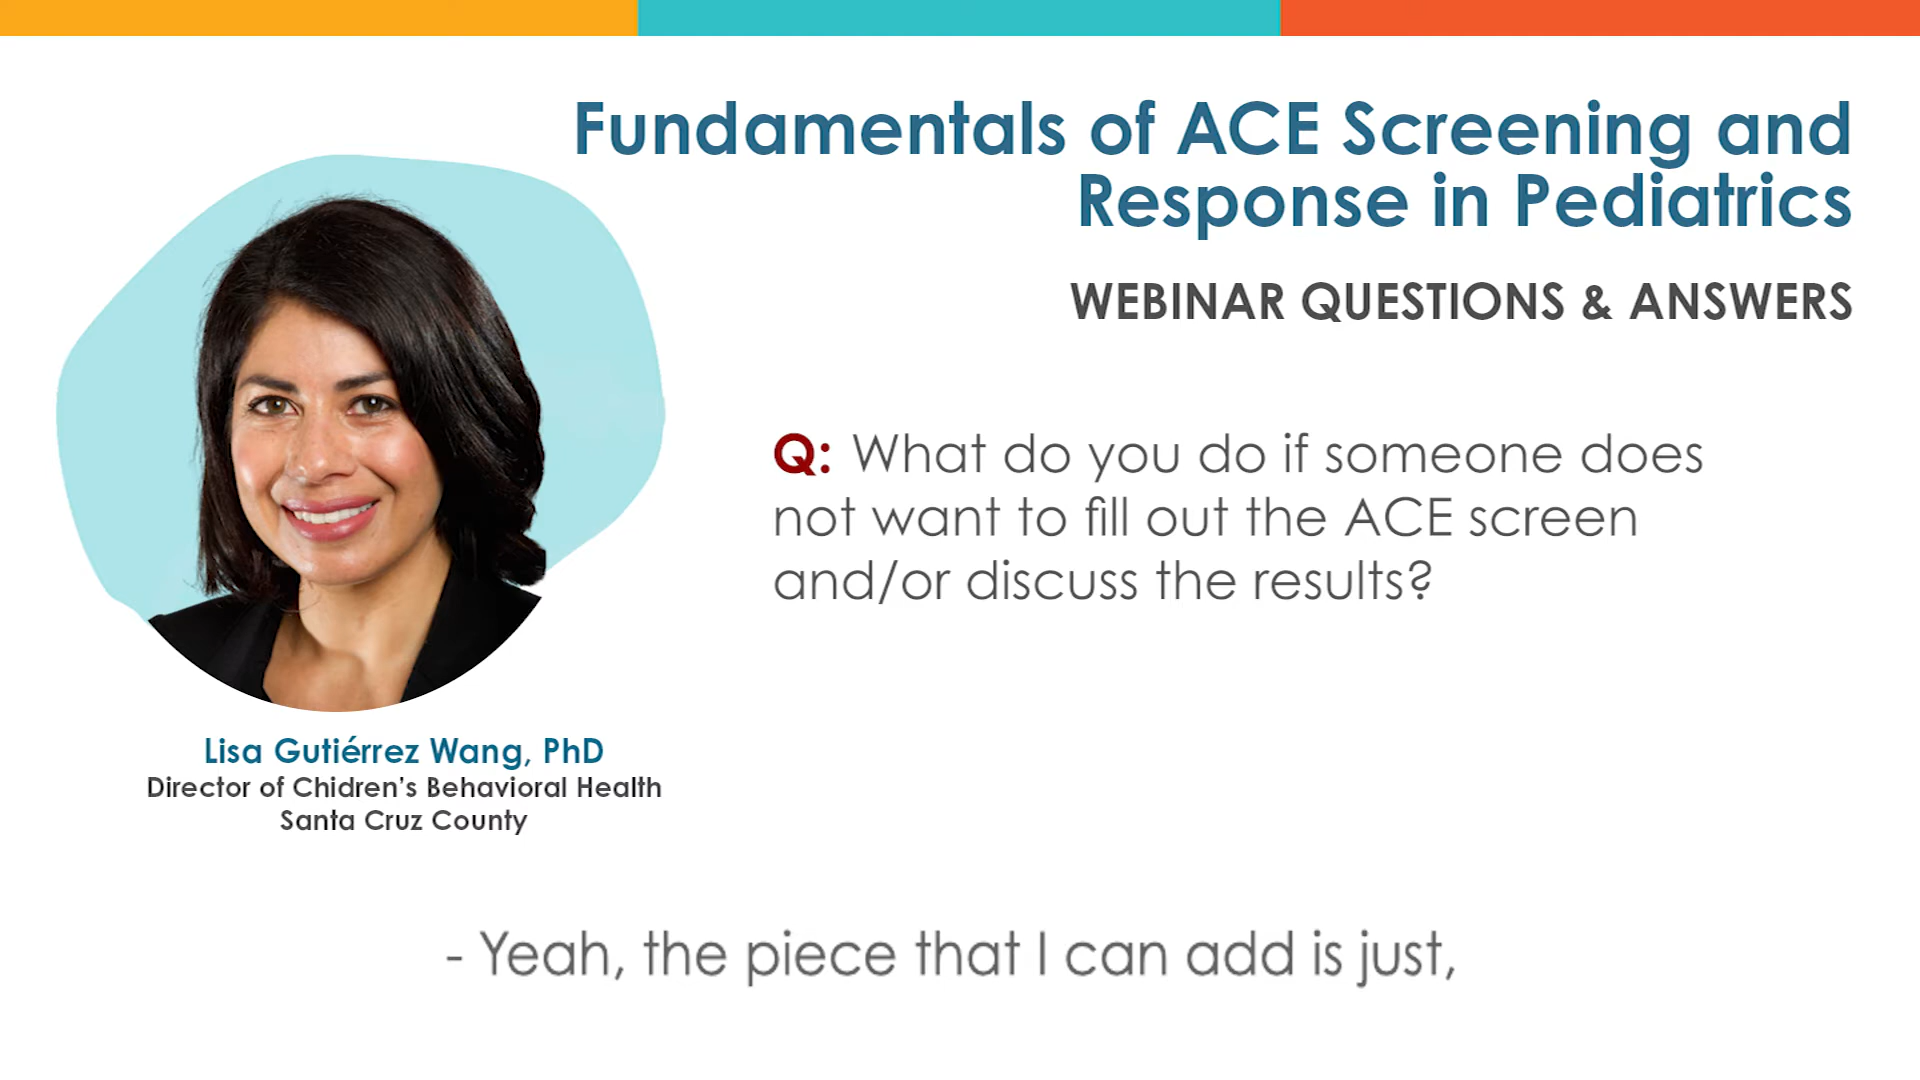 Fundamentals of ACE Screening and
Response in Pediatrics
WEBINAR QUESTIONS & ANSWERS
Q: What do you do if someone does
not want to fill out the ACE screen
and/or discuss the results?
Lisa Gutiérrez Wang, PhD
Director of Chidren's Behavioral Health
Santa Cruz County
- Yeah, the piece that I can add is just,